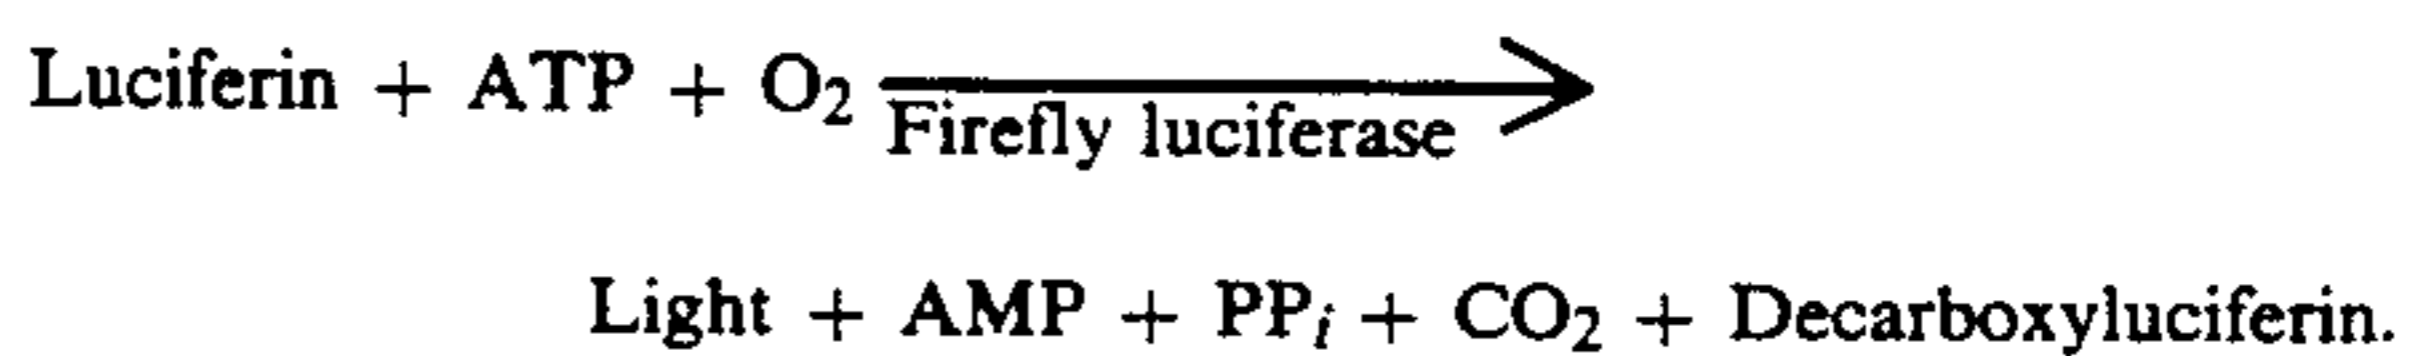 Luciferin + ATP + O₂ ⟶
Firefly luciferase
Light + AMP + PPᵢ + CO₂ + Decarboxyluciferin.